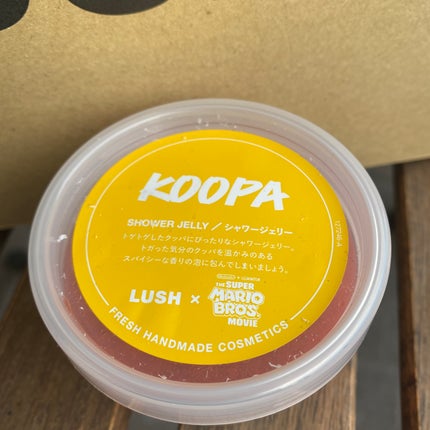 KOOPA
SHOWER JELLY／シャワージェリー
トゲトゲしたクッパにぴったりなシャワージェリー。
トガった気分のクッパを温かみのある
スパイシーな香りの泡に包んでしまいましょう。
LUSH × THE SUPER
MARIO
BROS.
MOVIE
FRESH HANDMADE COSMETICS